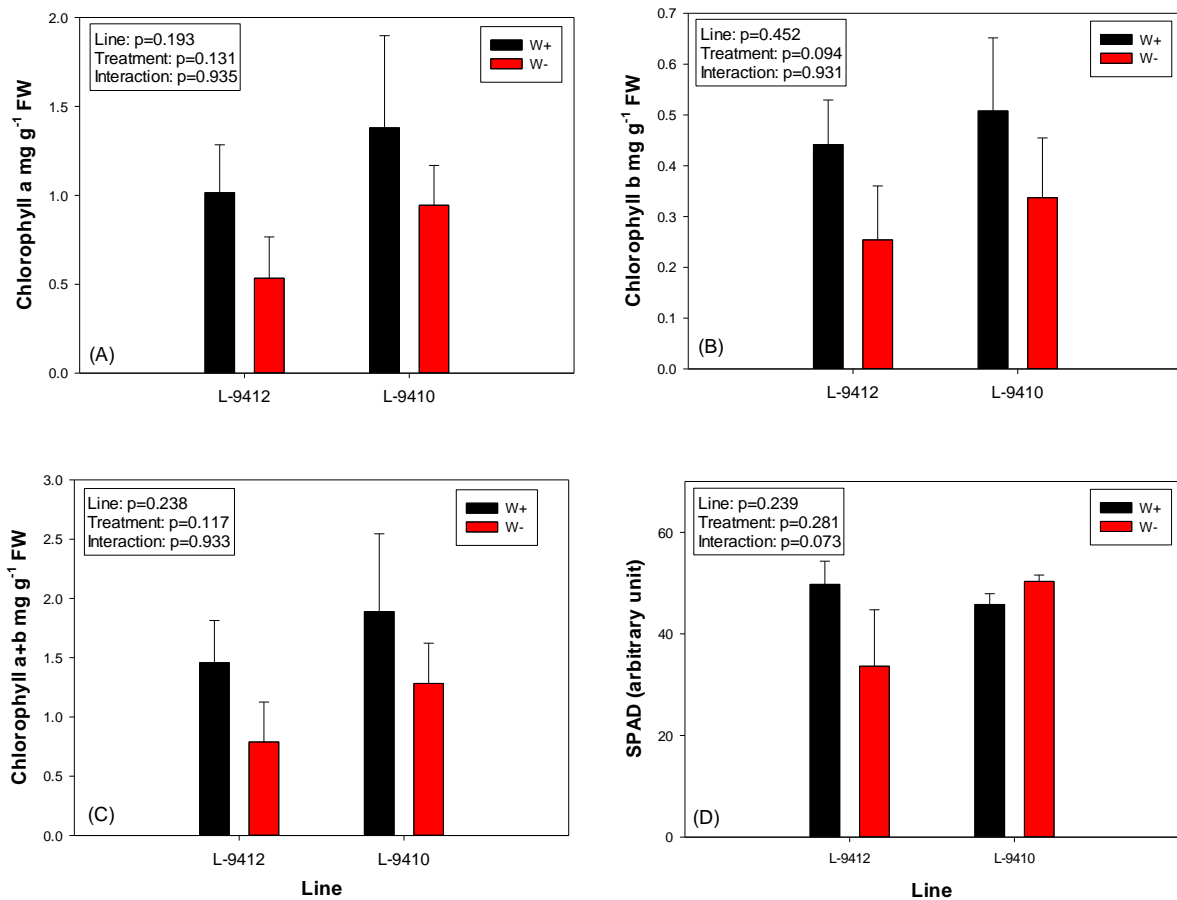 2.0
1.5
1.0
0.5
0.0
Chlorophyll a mg g⁻¹ FW
Line: p=0.193
Treatment: p=0.131
Interaction: p=0.935
W+
W-
(A)
L-9412
L-9410
0.7
0.6
0.5
0.4
0.3
0.2
0.1
0.0
Chlorophyll b mg g⁻¹ FW
Line: p=0.452
Treatment: p=0.094
Interaction: p=0.931
W+
W-
(B)
L-9412
L-9410
3.0
2.5
2.0
1.5
1.0
0.5
0.0
Chlorophyll a+b mg g⁻¹ FW
Line: p=0.238
Treatment: p=0.117
Interaction: p=0.933
W+
W-
(C)
L-9412
L-9410
Line
60
40
20
0
SPAD (arbitrary unit)
Line: p=0.239
Treatment: p=0.281
Interaction: p=0.073
W+
W-
(D)
L-9412
L-9410
Line